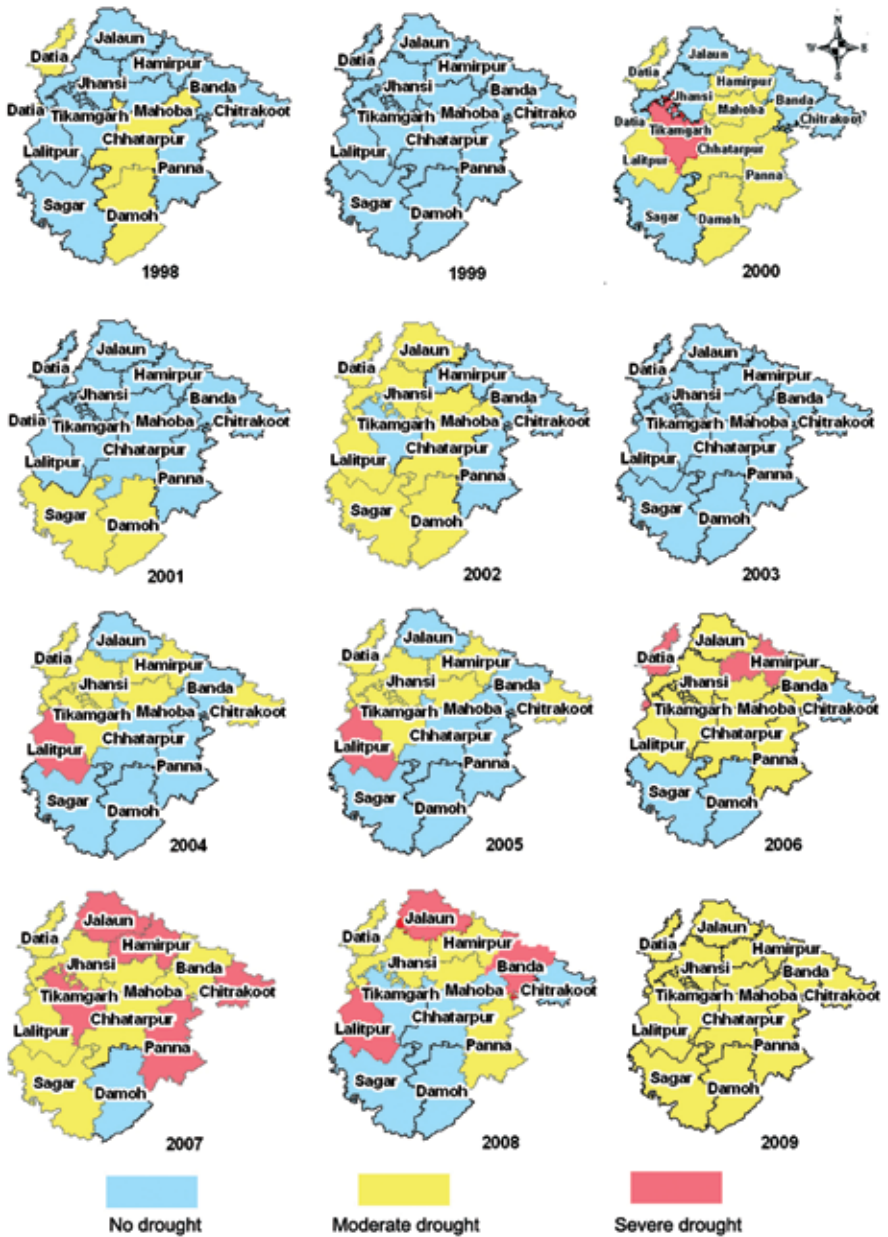 Jalaun
Datia
Hamirpur
Jhansi
Banda
Datia
Tikamgarh
Mahoba
Chitrakoot
Chhatarpur
Lalitpur
Panna
Sagar
Damoh
1998
Jalaun
Datia
Hamirpur
Jhansi
Banda
Datia
Tikamgarh
Mahoba
Chitrakoot
Lalitpur
Chhatarpur
Panna
Sagar
Damoh
1999
N
E
S
W
Jalaun
Datia
Hamirpur
Jhansi
Banda
Mahoba
Datia
Tikamgarh
Chitrakoot
Chhatarpur
Lalitpur
Panna
Sagar
Damoh
2000
Jalaun
Datia
Hamirpur
Jhansi
Banda
Datia
Tikamgarh
Mahoba
Chitrakoot
Lalitpur
Chhatarpur
Panna
Sagar
Damoh
2001
Jalaun
Datia
Hamirpur
Jhansi
Banda
Tikamgarh
Mahoba
Chitrakoot
Lalitpur
Chhatarpur
Panna
Sagar
Damoh
2002
Jalaun
Datia
Hamirpur
Jhansi
Banda
Datia
Tikamgarh
Mahoba
Chitrakoot
Lalitpur
Chhatarpur
Panna
Sagar
Damoh
2003
Jalaun
Datia
Hamirpur
Jhansi
Banda
Tikamgarh
Mahoba
Chitrakoot
Lalitpur
Chhatarpur
Panna
Sagar
Damoh
2004
Jalaun
Datia
Hamirpur
Jhansi
Banda
Tikamgarh
Mahoba
Chitrakoot
Lalitpur
Chhatarpur
Panna
Sagar
Damoh
2005
Jalaun
Datia
Hamirpur
Jhansi
Banda
Tikamgarh
Mahoba
Chitrakoot
Lalitpur
Chhatarpur
Panna
Sagar
Damoh
2006
Jalaun
Datia
Hamirpur
Jhansi
Banda
Tikamgarh
Mahoba
Chitrakoot
Lalitpur
Chhatarpur
Panna
Sagar
Damoh
2007
Jalaun
Datia
Hamirpur
Jhansi
Banda
Tikamgarh
Mahoba
Chitrakoot
Lalitpur
Chhatarpur
Panna
Sagar
Damoh
2008
Jalaun
Datia
Hamirpur
Jhansi
Banda
Tikamgarh
Mahoba
Chitrakoot
Lalitpur
Chhatarpur
Panna
Sagar
Damoh
2009
No drought
Moderate drought
Severe drought